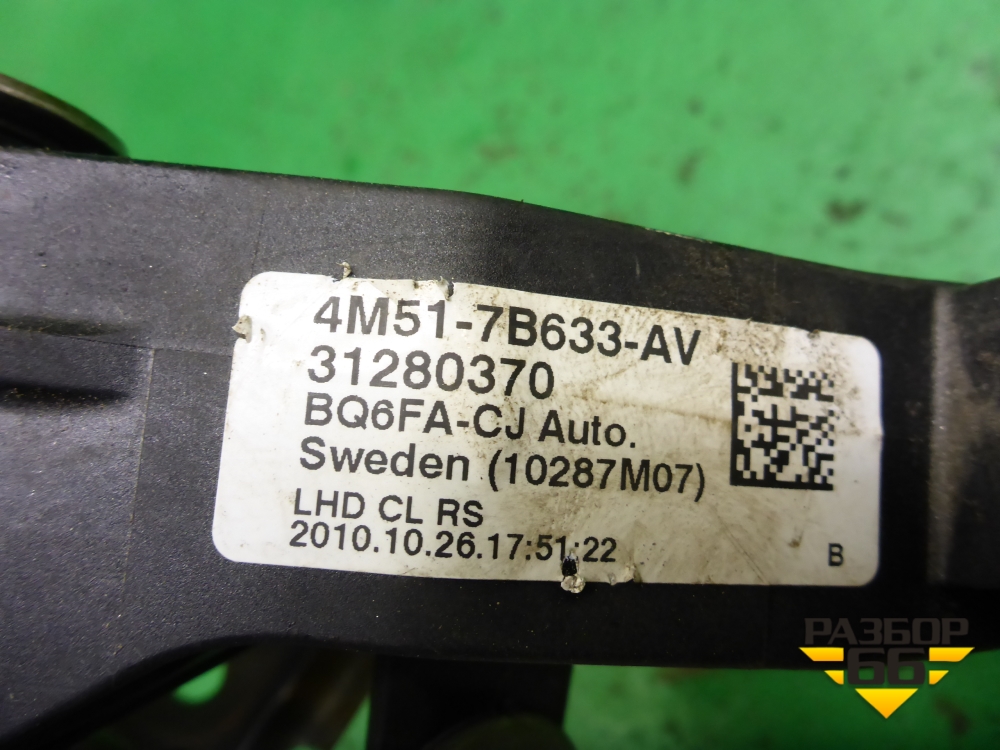 4M51-7B633-AV
31280370
BQ6FA-CJ Auto.
Sweden (10287M07)
LHD CL RS
2010.10.26.17:51:22
B
РАЗБОР
66